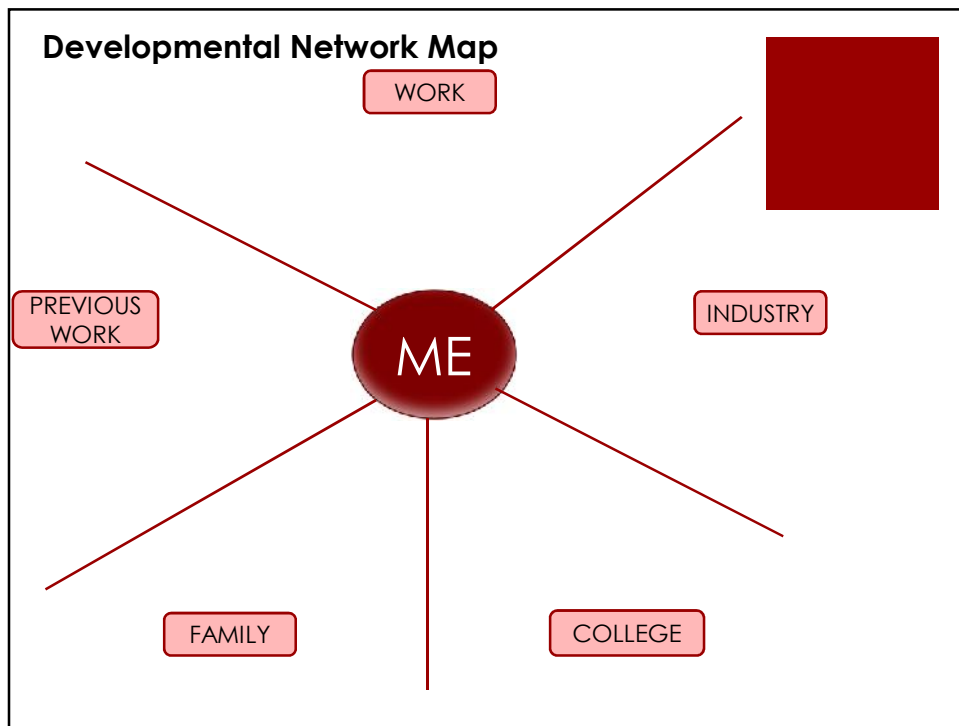 Developmental Network Map
WORK
PREVIOUS
WORK
INDUSTRY
ME
FAMILY
COLLEGE